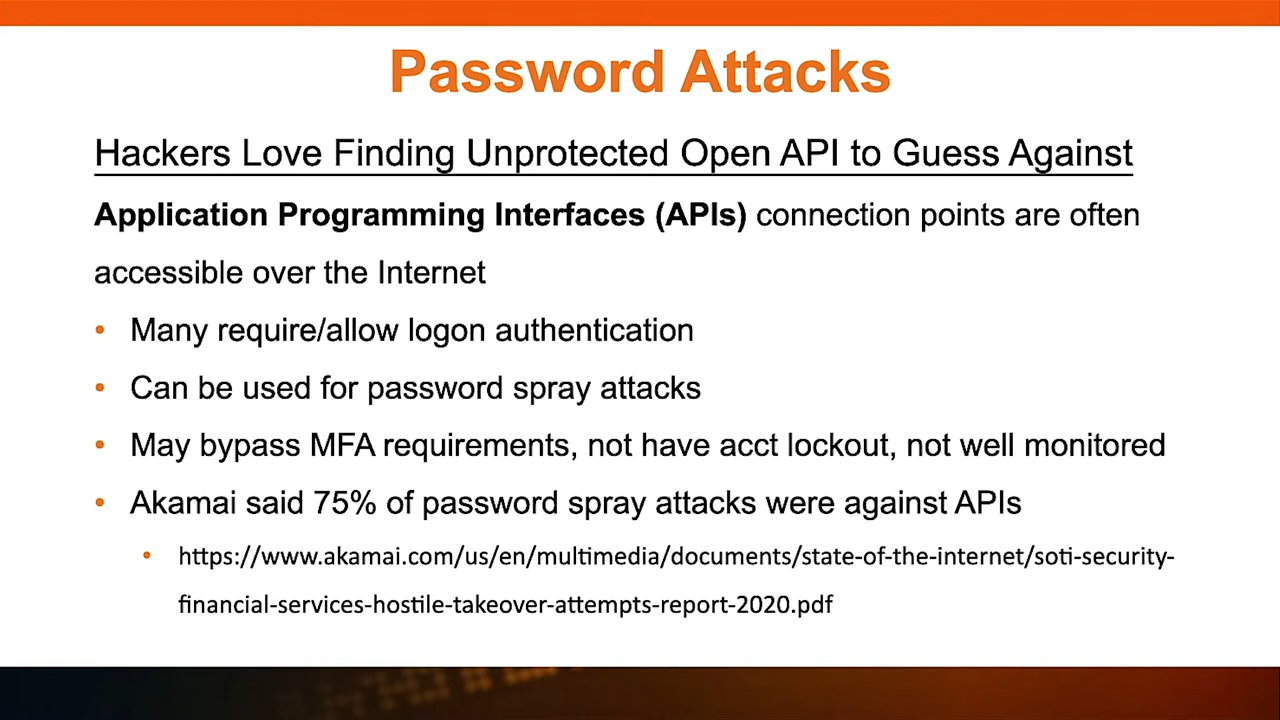 Password Attacks
Hackers Love Finding Unprotected Open API to Guess Against
Application Programming Interfaces (APIs) connection points are often
accessible over the Internet
• Many require/allow logon authentication
• Can be used for password spray attacks
• May bypass MFA requirements, not have acct lockout, not well monitored
• Akamai said 75% of password spray attacks were against APIs
• https://www.akamai.com/us/en/multimedia/documents/state-of-the-internet/soti-security-
financial-services-hostile-takeover-attempts-report-2020.pdf